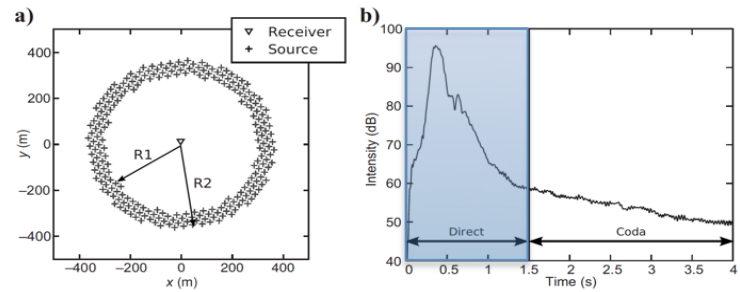 a)
Receiver
Source
400
200
0
−200
−400
y (m)
R1
R2
−400 −200 0 200 400
x (m)
b)
100
90
80
70
60
50
40
Intensity (dB)
Direct
Coda
0 0.5 1 1.5 2 2.5 3 3.5 4
Time (s)